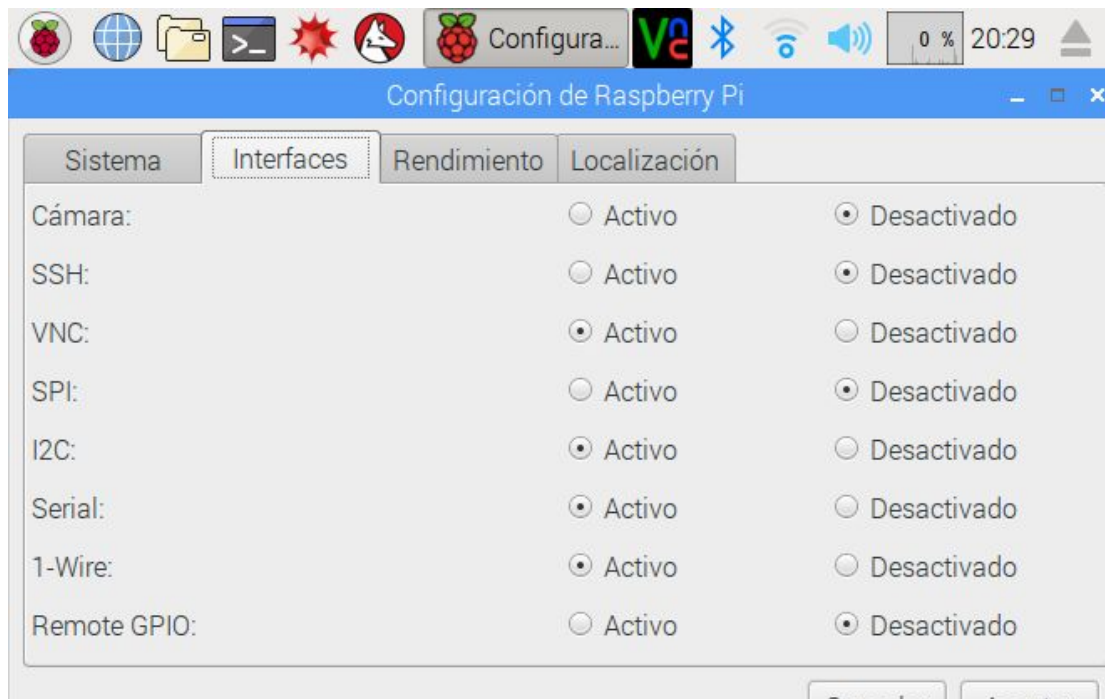 Configura... VNC 0 % 20:29
Configuración de Raspberry Pi
Sistema Interfaces Rendimiento Localización
Cámara: Activo Desactivado
SSH: Activo Desactivado
VNC: Activo Desactivado
SPI: Activo Desactivado
I2C: Activo Desactivado
Serial: Activo Desactivado
1-Wire: Activo Desactivado
Remote GPIO: Activo Desactivado